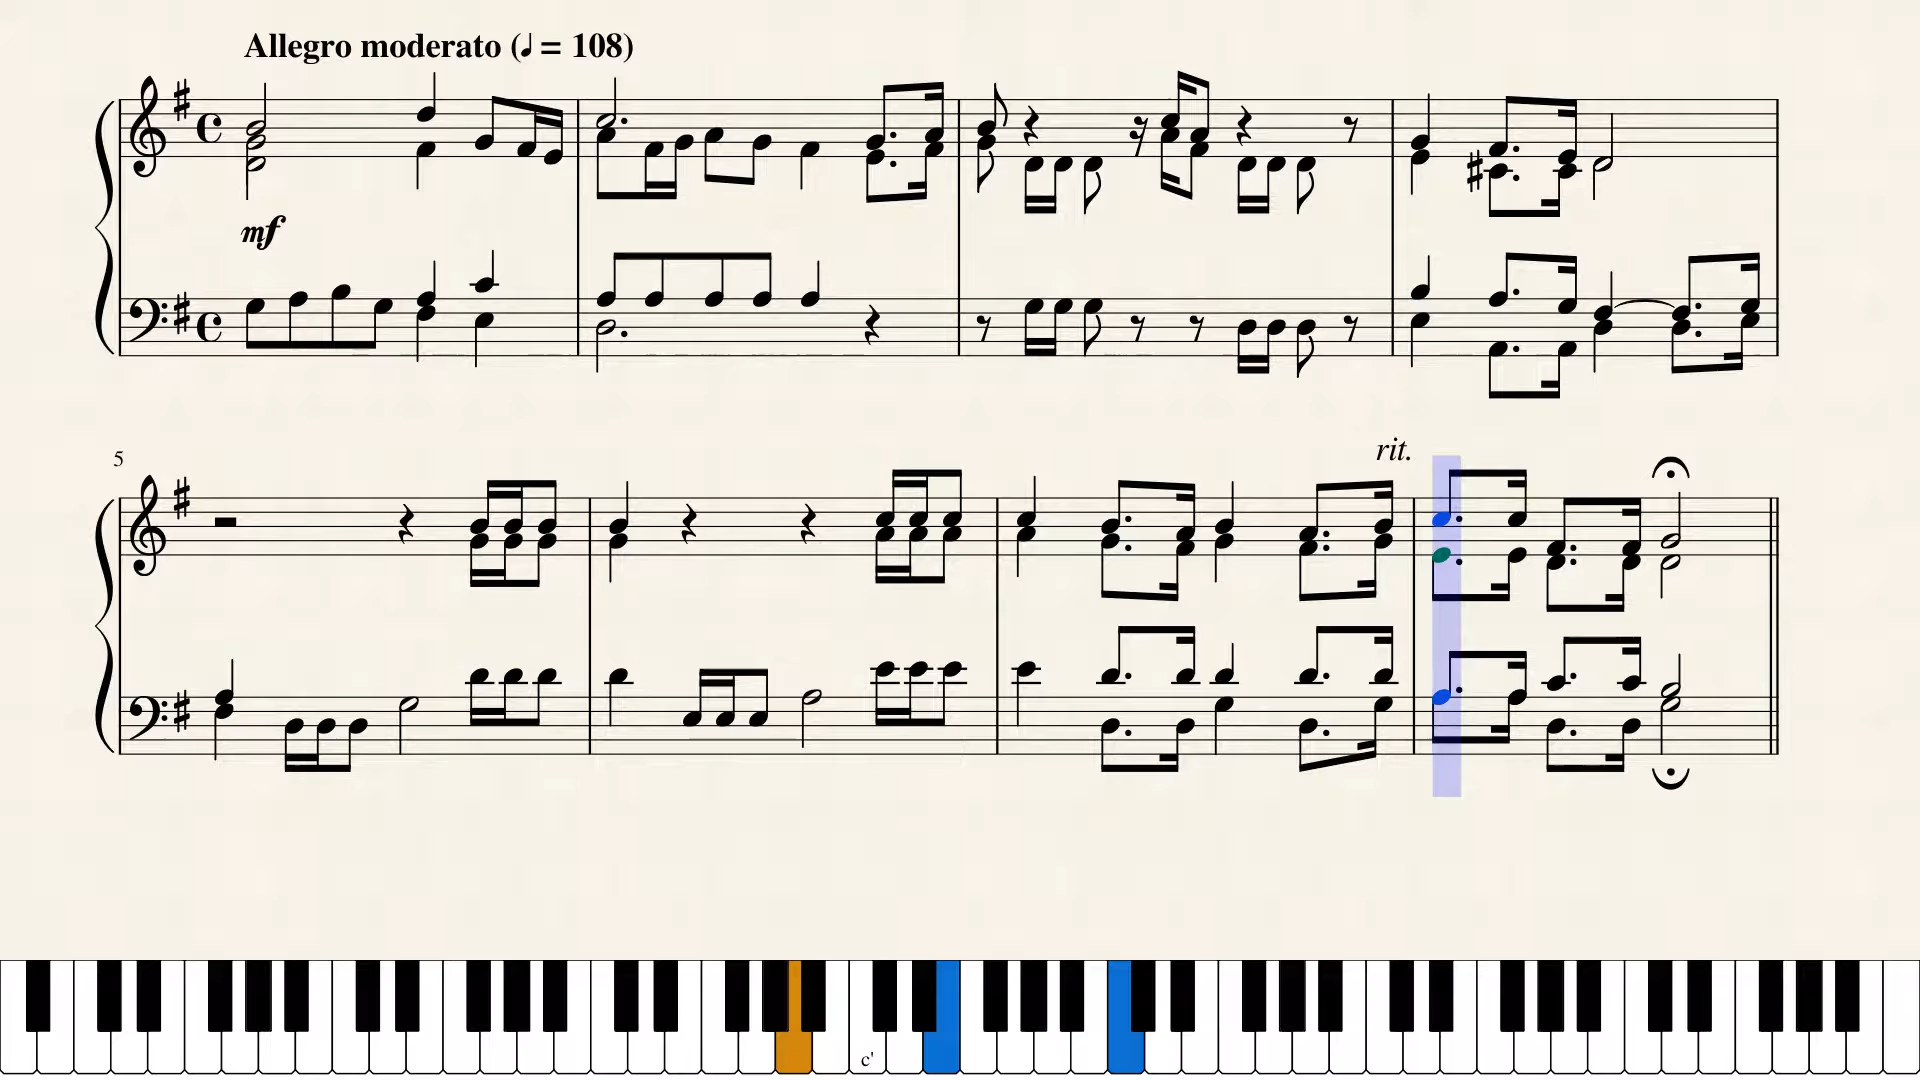 Allegro moderato (♩ = 108)
mf
5
rit.
c'